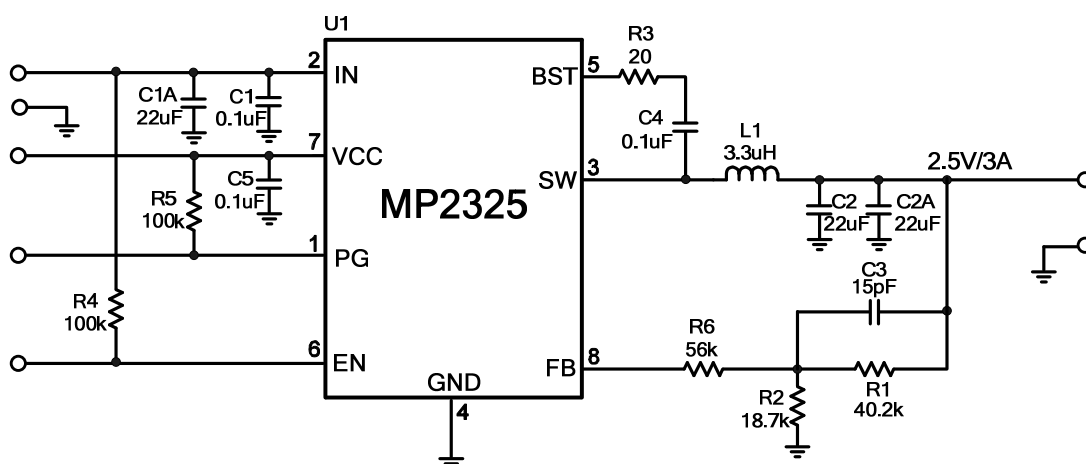 U1
MP2325
2
IN
C1A
22uF
C1
0.1uF
7
VCC
R5
100k
C5
0.1uF
1
PG
R4
100k
6
EN
GND
4
5
BST
R3
20
C4
0.1uF
3
SW
L1
3.3uH
2.5V/3A
C2
22uF
C2A
22uF
C3
15pF
8
FB
R6
56k
R2
18.7k
R1
40.2k